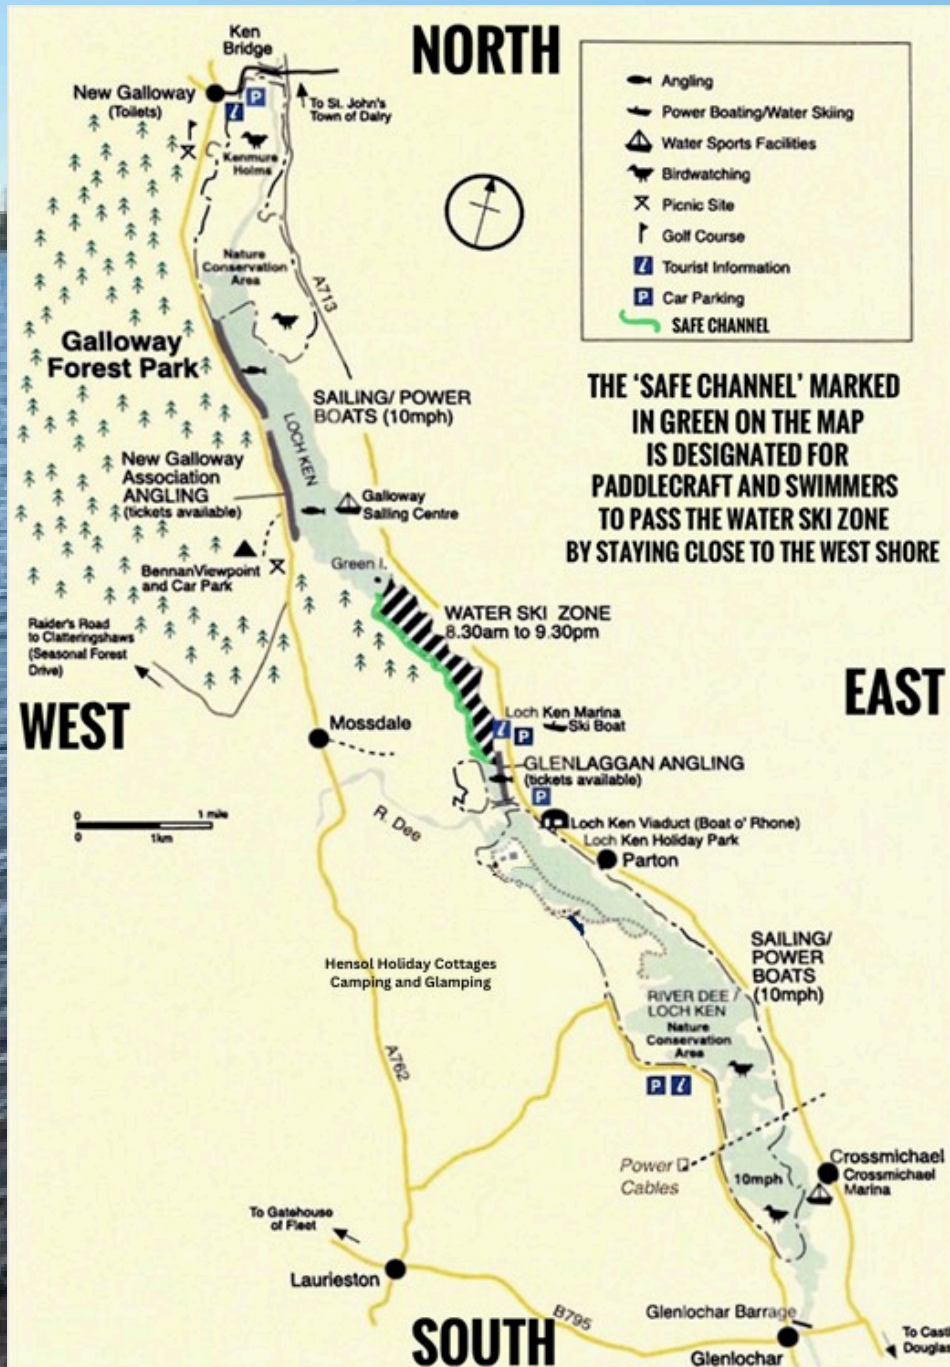 NORTH
Ken
Bridge
New Galloway
(Toilets)
P
i
To St. John's
Town of Dalry
Kenmure
Holms
Nature
Conservation
Area
A713
Angling
Power Boating/Water Skiing
Water Sports Facilities
Birdwatching
Picnic Site
Golf Course
i Tourist Information
P Car Parking
SAFE CHANNEL
Galloway
Forest Park
SAILING/ POWER
BOATS (10mph)
LOCH KEN
THE 'SAFE CHANNEL' MARKED
IN GREEN ON THE MAP
IS DESIGNATED FOR
PADDLECRAFT AND SWIMMERS
TO PASS THE WATER SKI ZONE
BY STAYING CLOSE TO THE WEST SHORE
New Galloway
Association
ANGLING
(tickets available)
Galloway
Sailing Centre
Bennan Viewpoint
and Car Park
Green I.
WATER SKI ZONE
8.30am to 9.30pm
Raider's Road
to Clatteringshaws
(Seasonal Forest
Drive)
WEST
EAST
Mossdale
Loch Ken Marina
i P Ski Boat
GLENLAGGAN ANGLING
(tickets available)
P
1 mile
0
1km
R. Dee
Loch Ken Viaduct (Boat o' Rhone)
Loch Ken Holiday Park
Parton
Hensol Holiday Cottages
Camping and Glamping
SAILING/
POWER
BOATS
(10mph)
RIVER DEE /
LOCH KEN
Nature
Conservation
Area
A762
P i
Power
Cables
10mph
Crossmichael
Crossmichael
Marina
To Gatehouse
of Fleet
Laurieston
B795
SOUTH
Glenlochar Barrage
Glenlochar
To Castl
Douglas